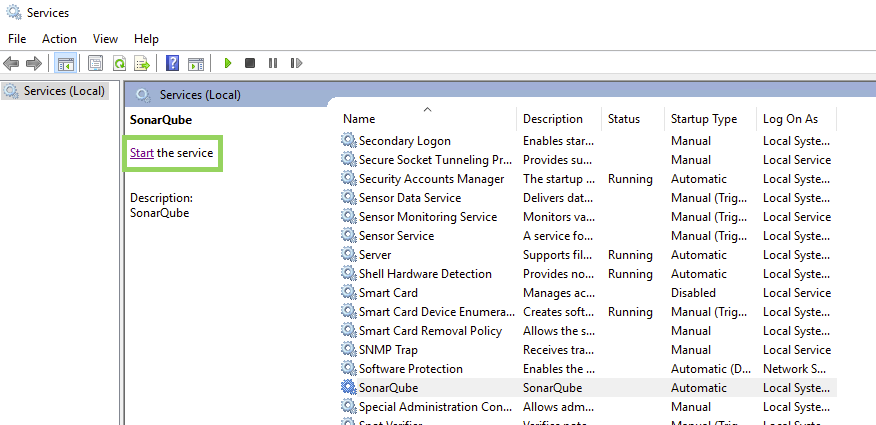 Services
File Action View Help
Services (Local)
Services (Local)
SonarQube
Start the service
Description:
SonarQube
Name Description Status Startup Type Log On As
Secondary Logon Enables star... Manual Local Syste...
Secure Socket Tunneling Pr... Provides su... Manual Local Service
Security Accounts Manager The startup ... Running Automatic Local Syste...
Sensor Data Service Delivers dat... Manual (Trig... Local Syste...
Sensor Monitoring Service Monitors va... Manual (Trig... Local Service
Sensor Service A service fo... Manual (Trig... Local Syste...
Server Supports fil... Running Automatic Local Syste...
Shell Hardware Detection Provides no... Running Automatic Local Syste...
Smart Card Manages ac... Disabled Local Service
Smart Card Device Enumera... Creates soft... Running Manual (Trig... Local Syste...
Smart Card Removal Policy Allows the s... Manual Local Syste...
SNMP Trap Receives tra... Manual Local Service
Software Protection Enables the ... Automatic (D... Network S...
SonarQube SonarQube Automatic Local Syste...
Special Administration Con... Allows adm... Manual Local Syste...